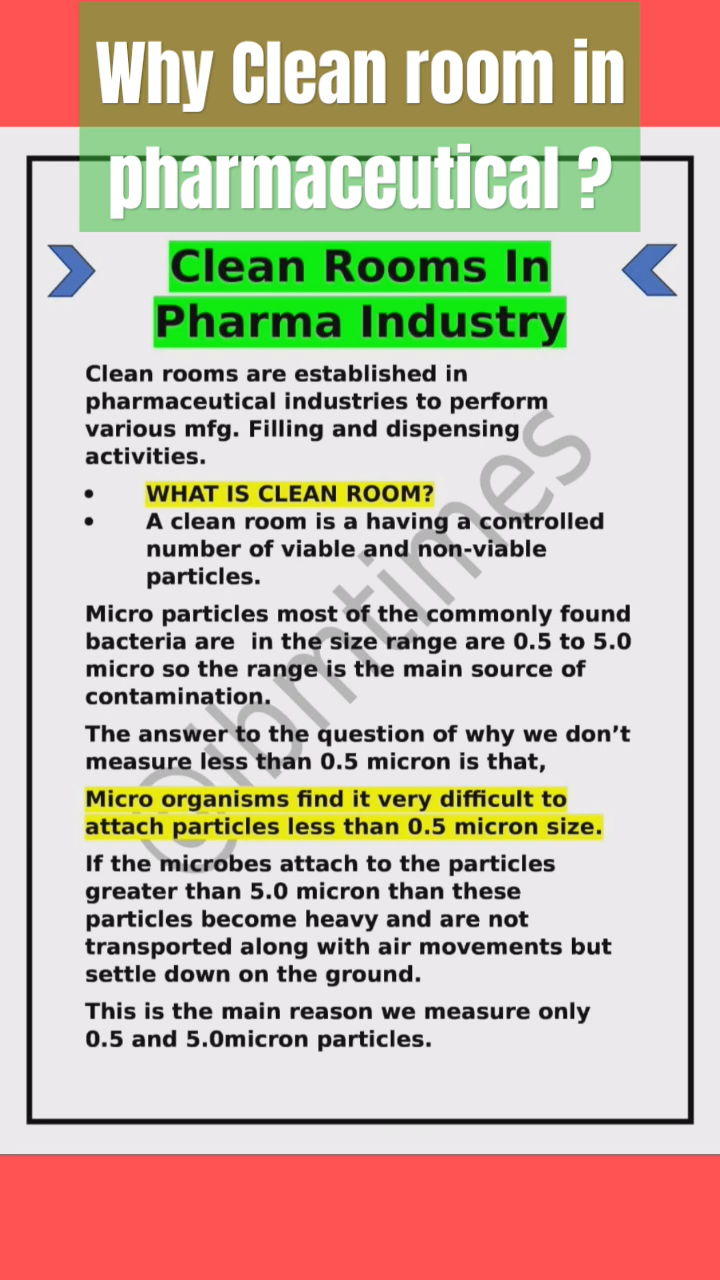 Why Clean room in
pharmaceutical ?
Clean Rooms In
Pharma Industry
Clean rooms are established in
pharmaceutical industries to perform
various mfg. Filling and dispensing
activities.
• WHAT IS CLEAN ROOM?
• A clean room is a having a controlled
number of viable and non-viable
particles.
Micro particles most of the commonly found
bacteria are in the size range are 0.5 to 5.0
micro so the range is the main source of
contamination.
The answer to the question of why we don’t
measure less than 0.5 micron is that,
Micro organisms find it very difficult to
attach particles less than 0.5 micron size.
If the microbes attach to the particles
greater than 5.0 micron than these
particles become heavy and are not
transported along with air movements but
settle down on the ground.
This is the main reason we measure only
0.5 and 5.0micron particles.
@ibmtimes